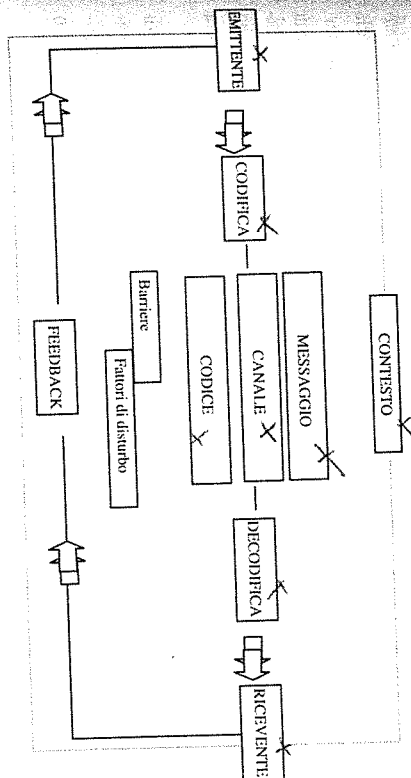 CONTESTO
EMITTENTE
CODIFICA
MESSAGGIO
CANALE
CODICE
DECODIFICA
RICEVENTE
Barriere
Fattori di disturbo
FEEDBACK